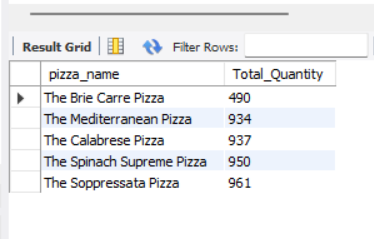 Result Grid Filter Rows:
pizza_name Total_Quantity
The Brie Carre Pizza 490
The Mediterranean Pizza 934
The Calabrese Pizza 937
The Spinach Supreme Pizza 950
The Soppressata Pizza 961